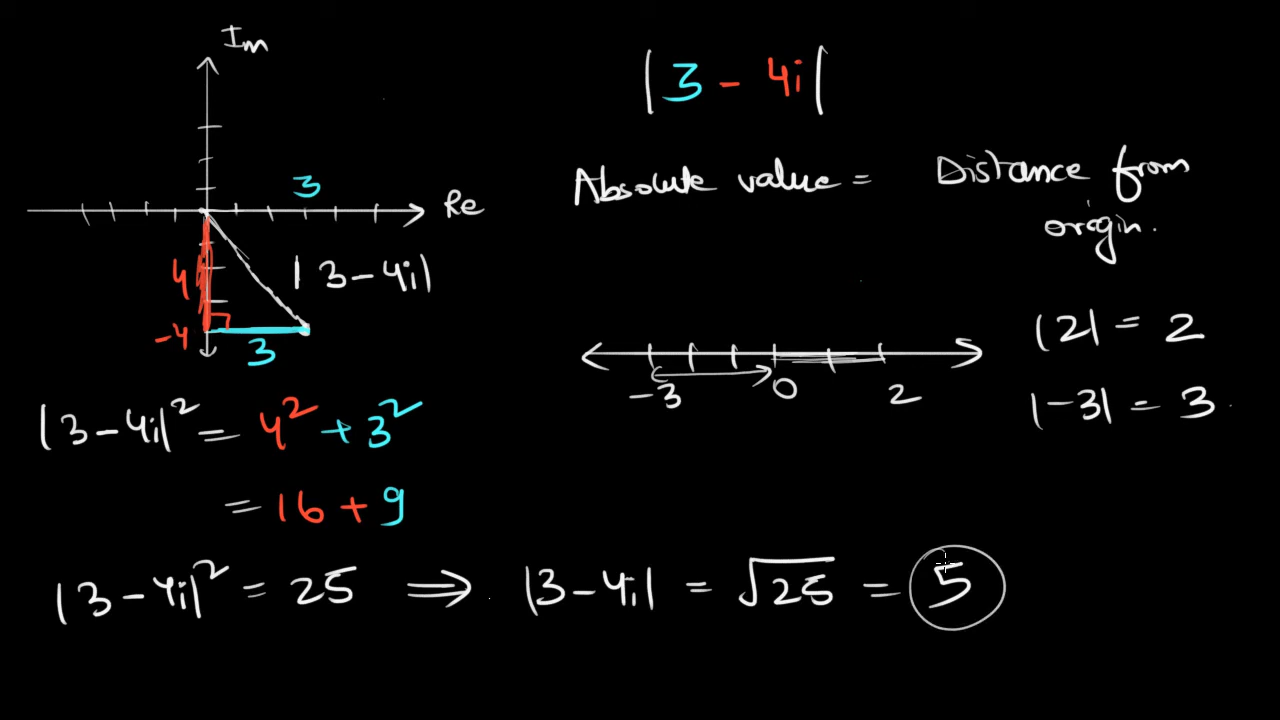 Im
|3 - 4i|
Absolute value = Distance from
origin.
3
Re
4
|3-4i|
-4
3
-3 0 2
|2| = 2
|-3| = 3
|3-4i|² = 4² + 3²
= 16 + 9
|3-4i|² = 25 ⟹ |3-4i| = √25 = 5